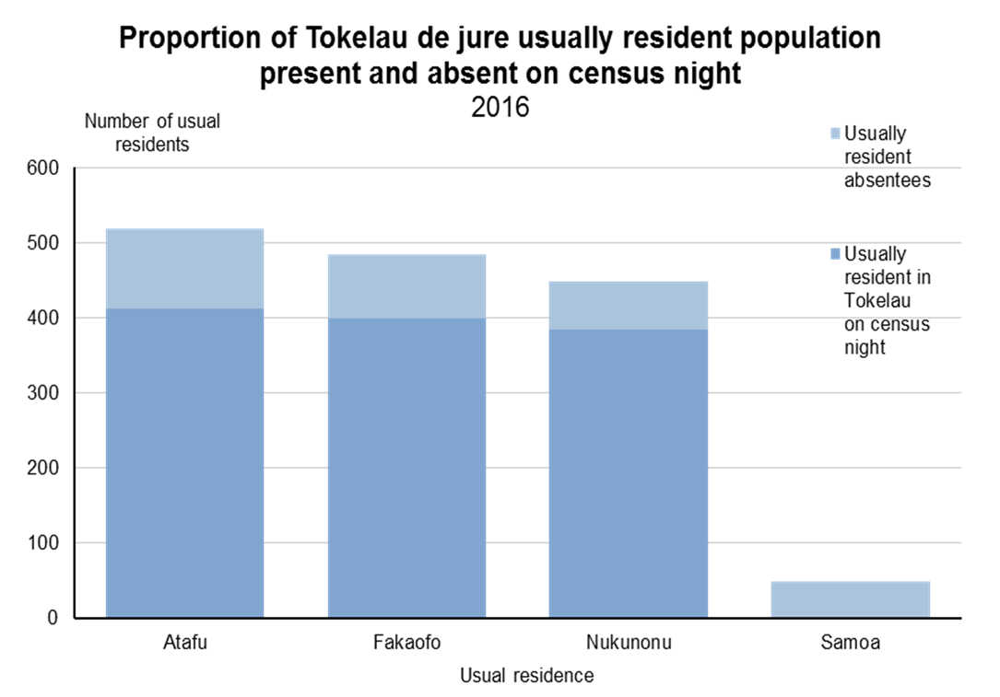 Proportion of Tokelau de jure usually resident population
present and absent on census night
2016
Number of usual
residents
Usually
resident
absentees
Usually
resident in
Tokelau
on census
night
600
500
400
300
200
100
0
Atafu
Fakaofo
Nukunonu
Samoa
Usual residence